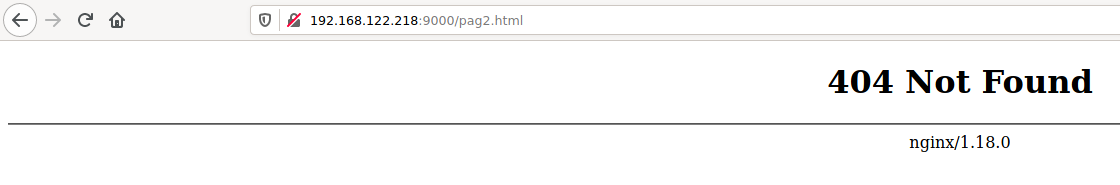 192.168.122.218:9000/pag2.html
404 Not Found
nginx/1.18.0